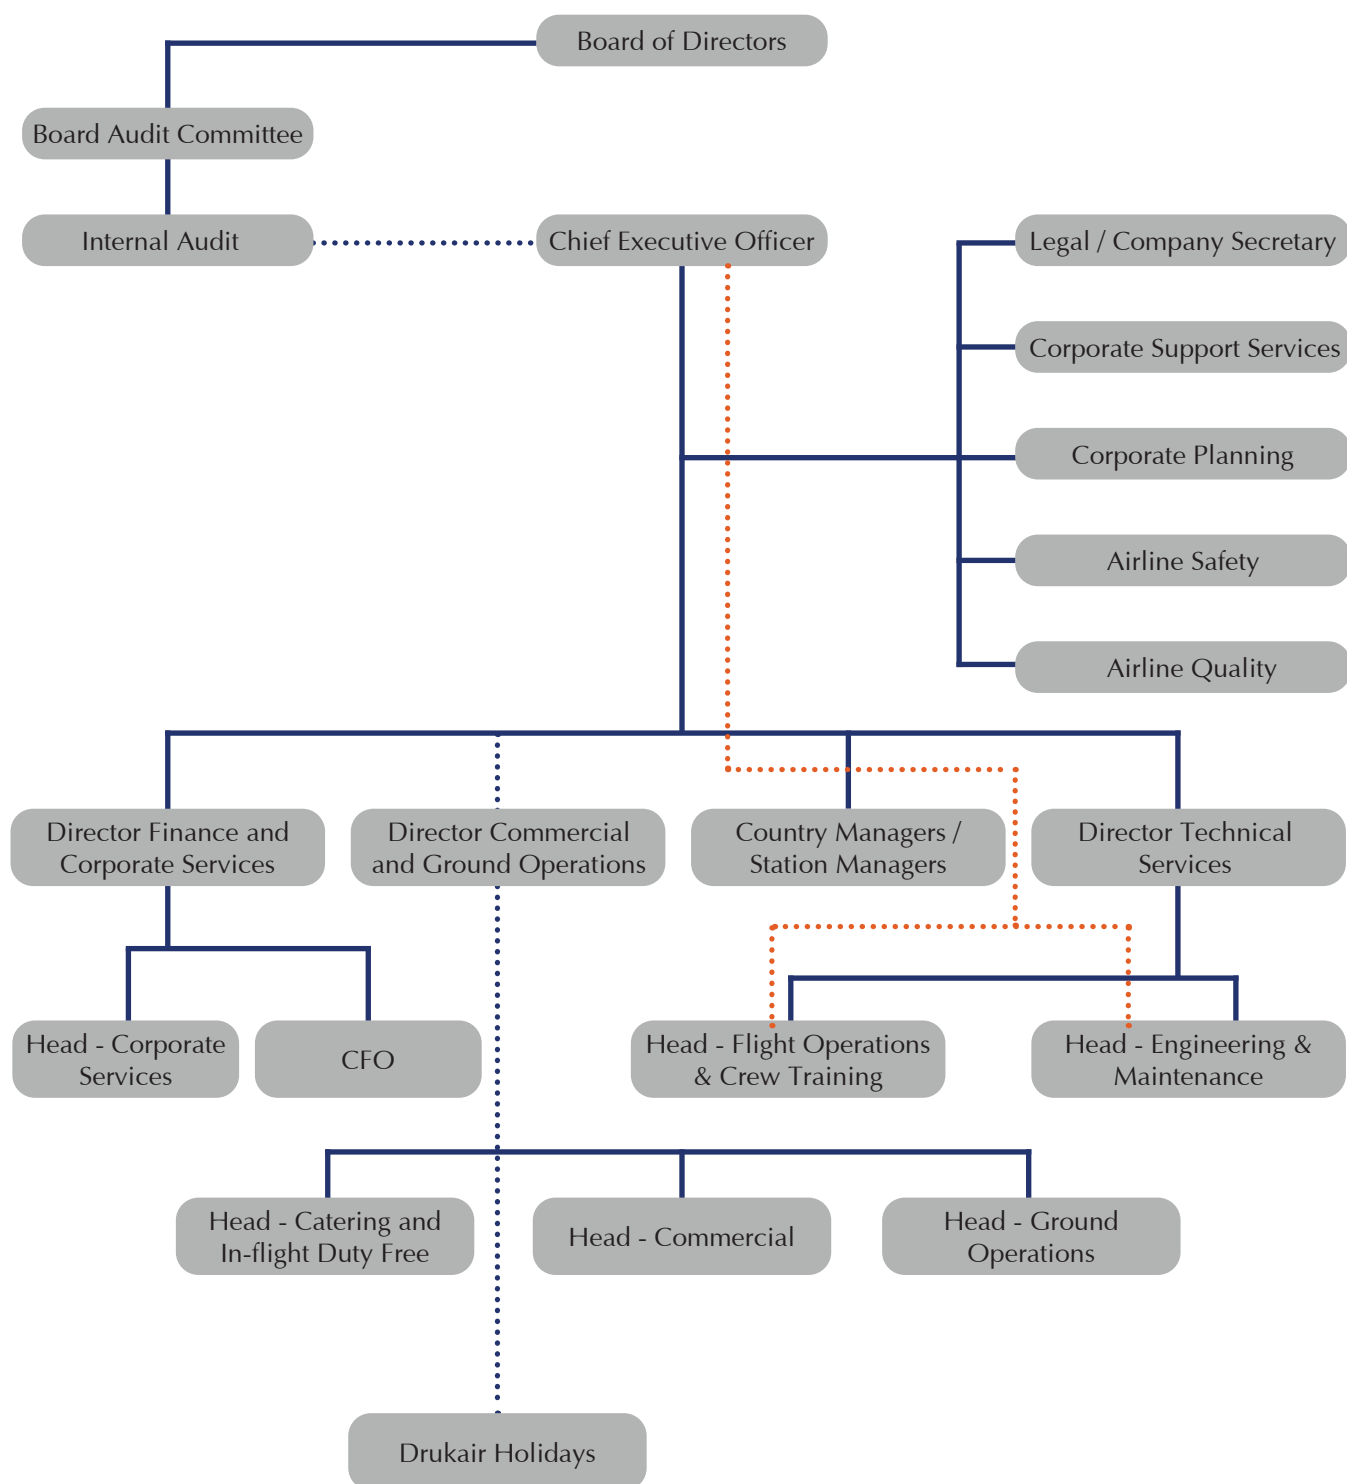 Board of Directors
Board Audit Committee
Internal Audit
Chief Executive Officer
Legal / Company Secretary
Corporate Support Services
Corporate Planning
Airline Safety
Airline Quality
Director Finance and
Corporate Services
Director Commercial
and Ground Operations
Country Managers /
Station Managers
Director Technical
Services
Head - Corporate
Services
CFO
Head - Flight Operations
& Crew Training
Head - Engineering &
Maintenance
Head - Catering and
In-flight Duty Free
Head - Commercial
Head - Ground
Operations
Drukair Holidays